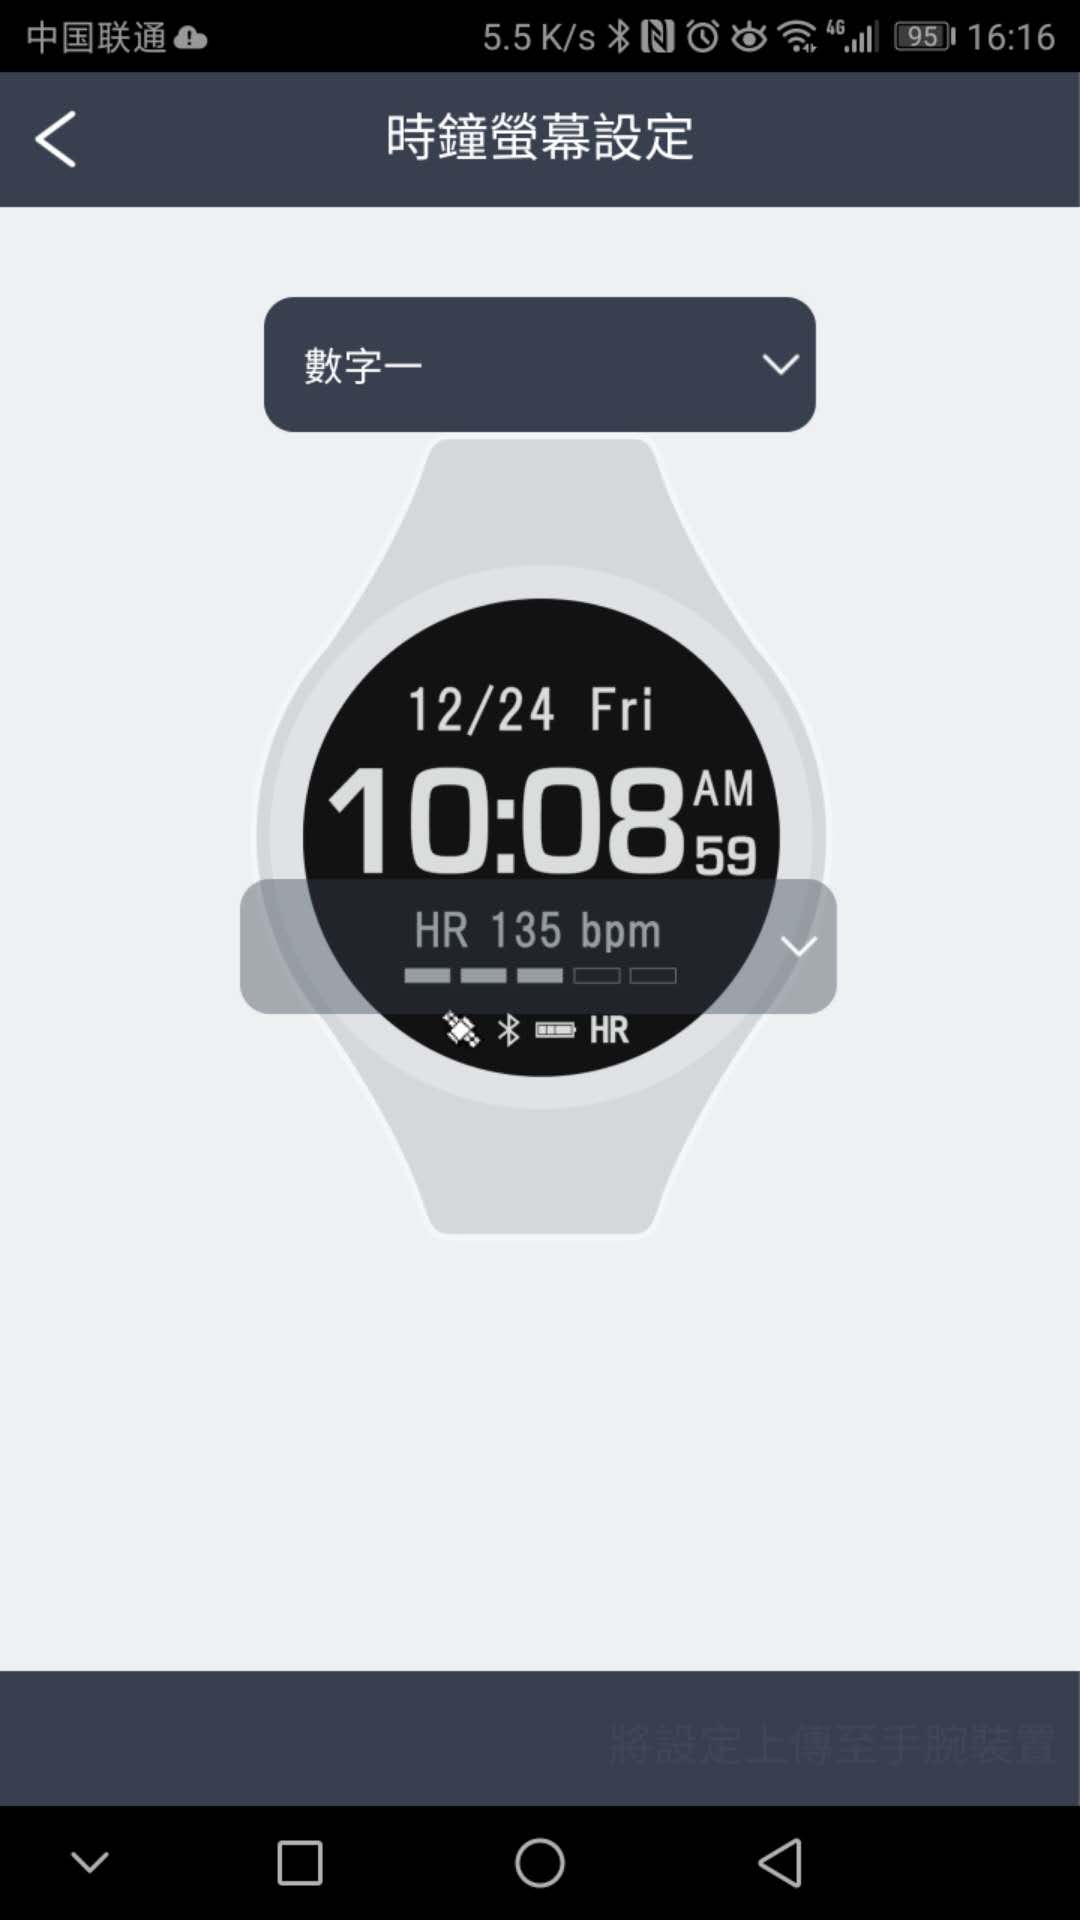 中国联通 5.5 K/s 4G 95 16:16
時鐘螢幕設定
數字一
12/24 Fri
10:08 AM
59
HR 135 bpm
HR
將設定上傳至手腕裝置